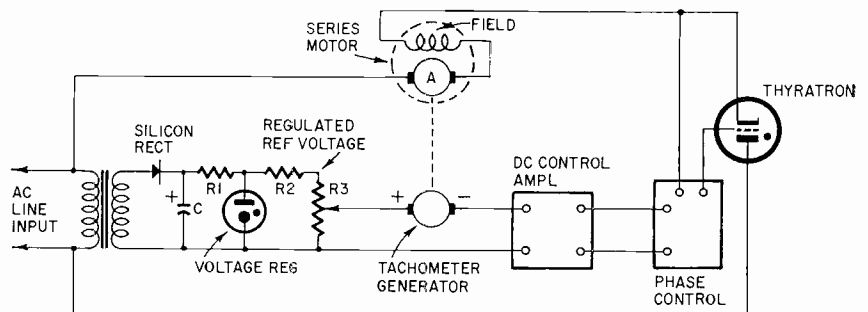 SERIES
MOTOR
FIELD
A
THYRATRON
SILICON
RECT
REGULATED
REF VOLTAGE
DC CONTROL
AMPL
R1
R2
R3
+
C
+
−
AC
LINE
INPUT
VOLTAGE REG
TACHOMETER
GENERATOR
PHASE
CONTROL